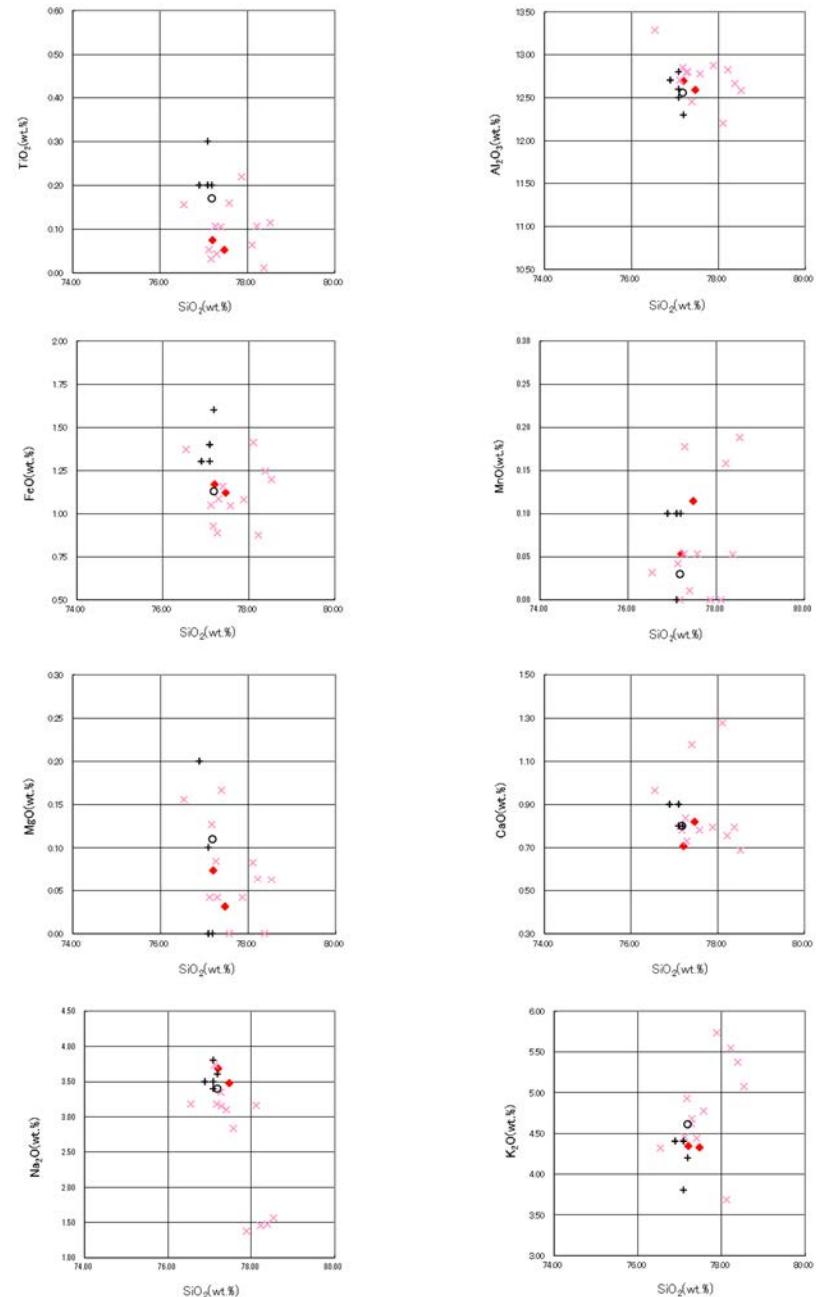 0.60
0.50
0.40
0.30
0.20
0.10
0.00
TiO₂(wt.%)
74.00 76.00 78.00 80.00
SiO₂(wt.%)
13.50
13.00
12.50
12.00
11.50
11.00
10.50
Al₂O₃(wt.%)
74.00 76.00 78.00 80.00
SiO₂(wt.%)
2.00
1.75
1.50
1.25
1.00
0.75
0.50
FeO(wt.%)
74.00 76.00 78.00 80.00
SiO₂(wt.%)
0.30
0.25
0.20
0.15
0.10
0.05
0.00
MnO(wt.%)
74.00 76.00 78.00 80.00
SiO₂(wt.%)
0.30
0.25
0.20
0.15
0.10
0.05
0.00
MgO(wt.%)
74.00 76.00 78.00 80.00
SiO₂(wt.%)
1.50
1.30
1.10
0.90
0.70
0.50
0.30
CaO(wt.%)
74.00 76.00 78.00 80.00
SiO₂(wt.%)
4.50
4.00
3.50
3.00
2.50
2.00
1.50
1.00
Na₂O(wt.%)
74.00 76.00 78.00 80.00
SiO₂(wt.%)
6.00
5.50
5.00
4.50
4.00
3.50
3.00
K₂O(wt.%)
74.00 76.00 78.00 80.00
SiO₂(wt.%)